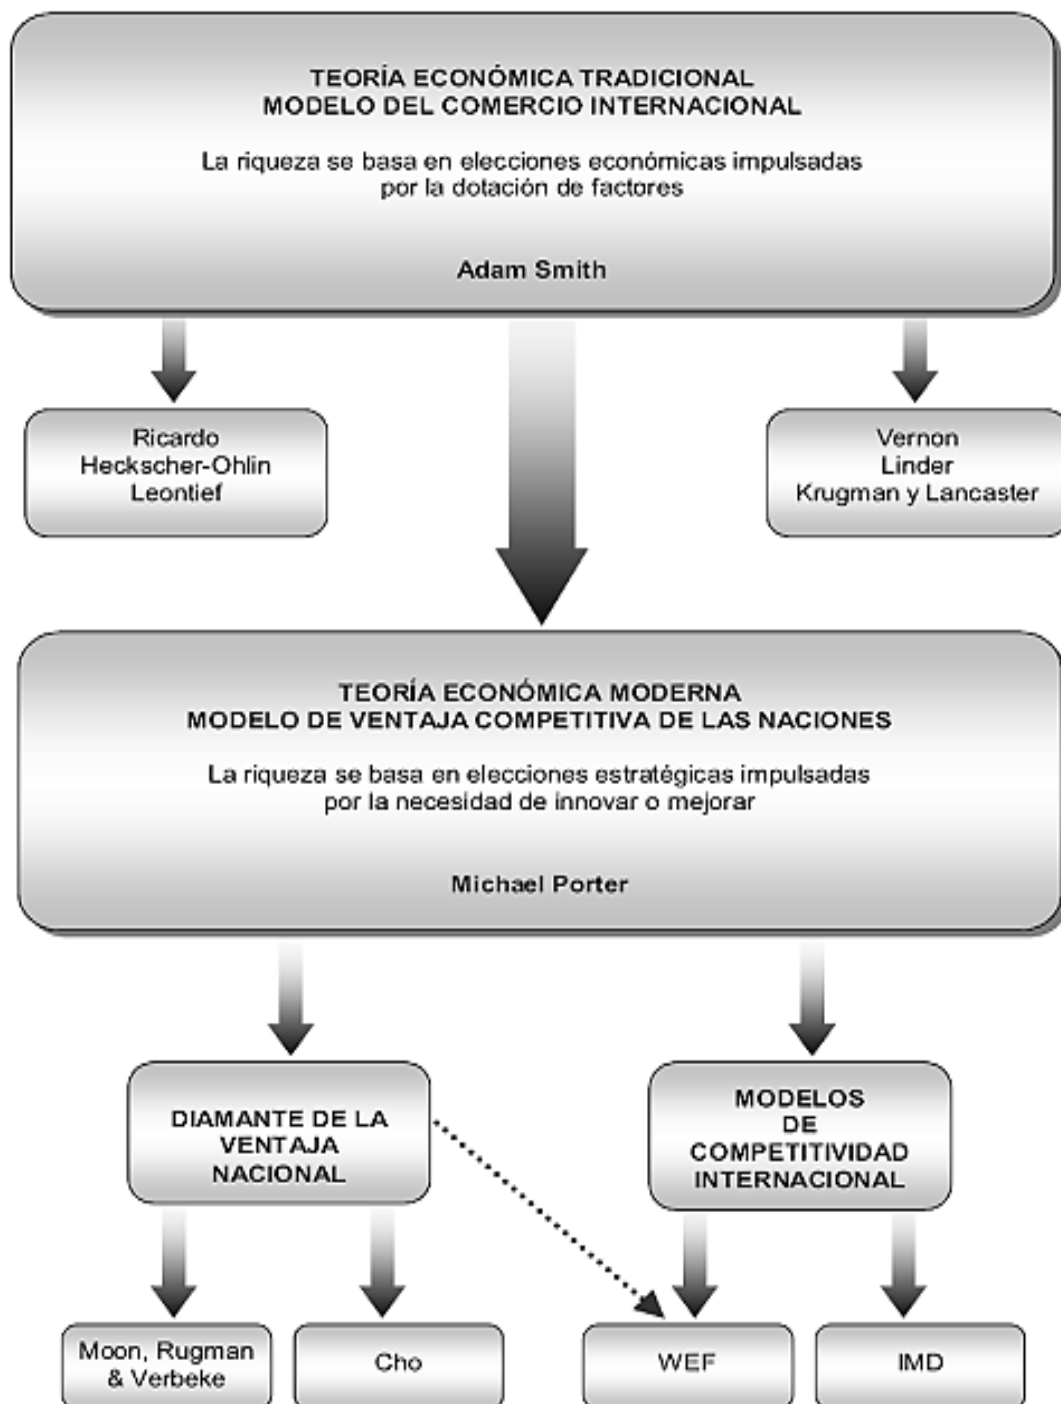 TEORÍA ECONÓMICA TRADICIONAL
MODELO DEL COMERCIO INTERNACIONAL
La riqueza se basa en elecciones económicas impulsadas
por la dotación de factores
Adam Smith
Ricardo
Heckscher-Ohlin
Leontief
Vernon
Linder
Krugman y Lancaster
TEORÍA ECONÓMICA MODERNA
MODELO DE VENTAJA COMPETITIVA DE LAS NACIONES
La riqueza se basa en elecciones estratégicas impulsadas
por la necesidad de innovar o mejorar
Michael Porter
DIAMANTE DE LA
VENTAJA
NACIONAL
MODELOS
DE
COMPETITIVIDAD
INTERNACIONAL
Moon, Rugman
& Verbeke
Cho
WEF
IMD